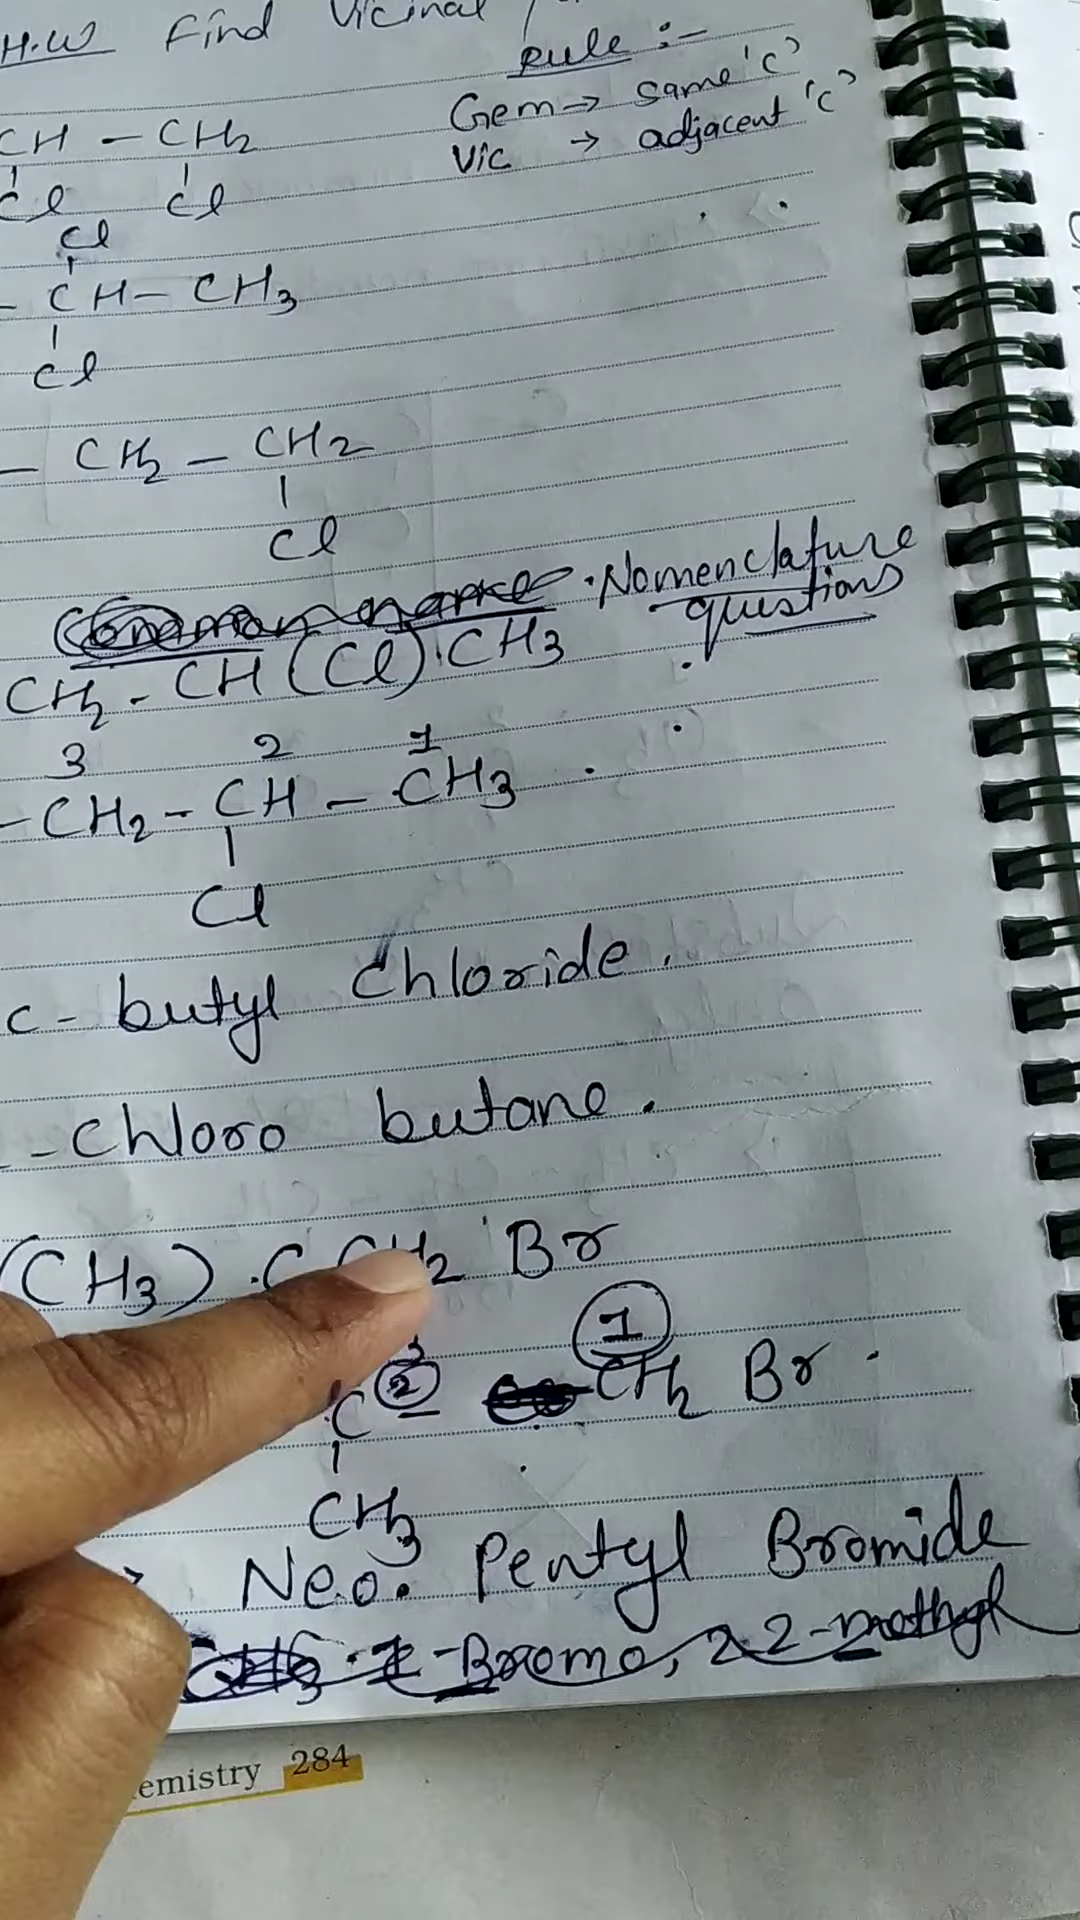 H.W Find Vicinal
Rule :-
Gem → same 'c'
Vic → adjacent 'c'
CH - CH2
Cl Cl
Cl
- CH - CH3
Cl
- CH2 - CH2
Cl
Nomenclature
questions
CH2 - CH (Cl) . CH3
3 2 1
- CH2 - CH - CH3 .
Cl
c - butyl chloride .
- chloro butane .
(CH3) . C CH2 Br
1
2
C - CH2 Br .
CH3
Neo. Pentyl Bromide
-Bromo, 2 2-methyl
emistry 284